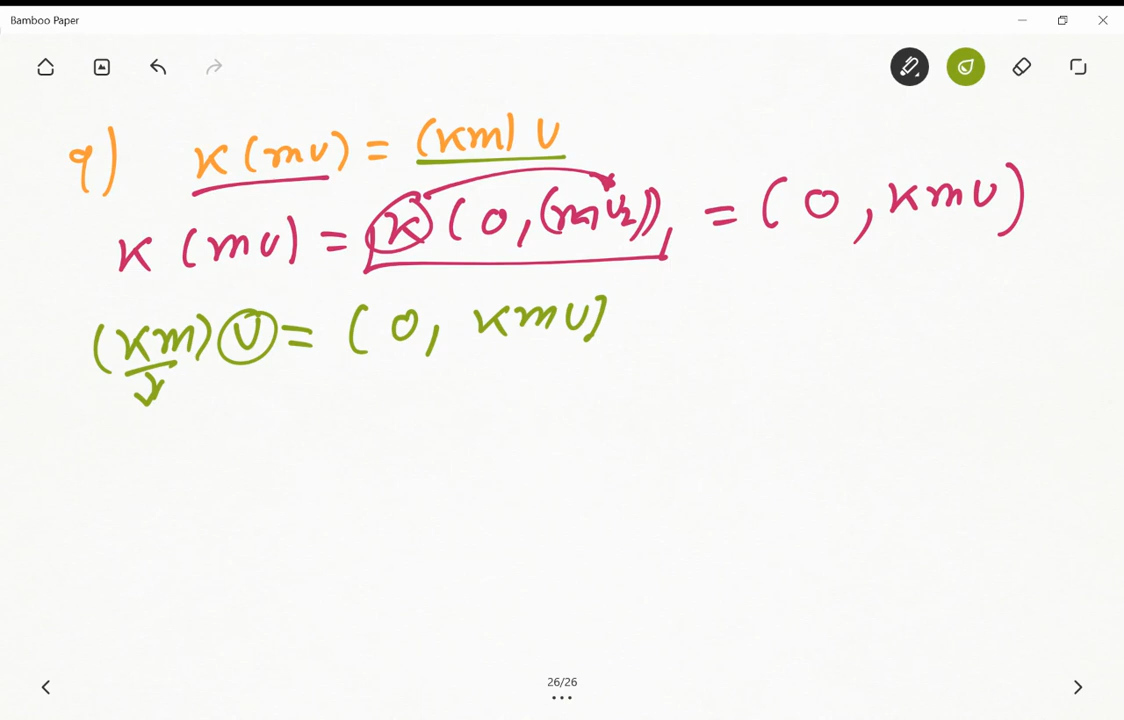 Bamboo Paper
9) K(mv) = (Km) v
K (mv) = K (0, (mv₂)) = (0, Kmv)
(Km) v = (0, Kmv)
26/26